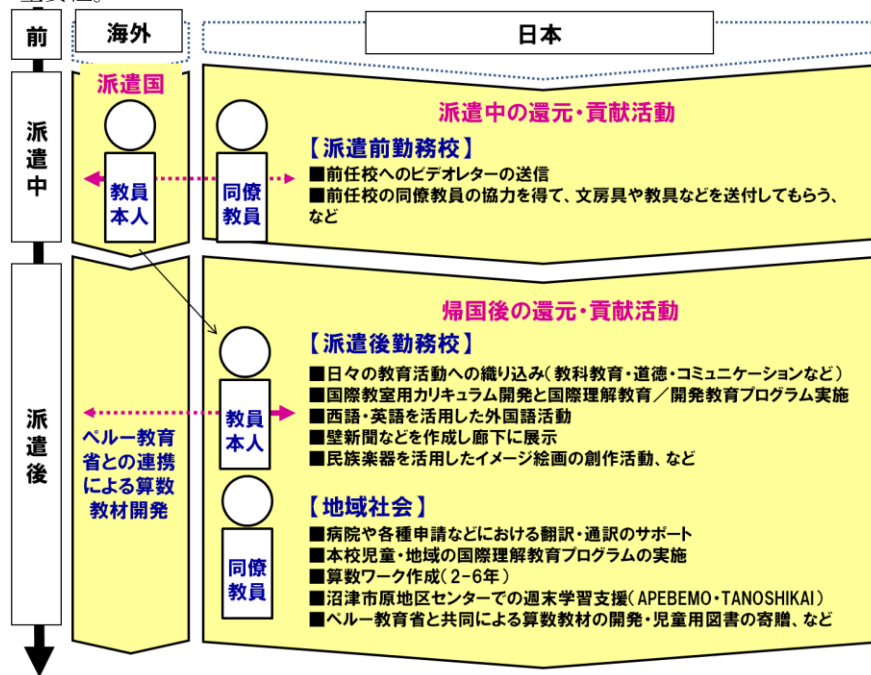 前
海外
日本
派遣中
派遣国
教員
本人
同僚
教員
派遣中の還元・貢献活動
【派遣前勤務校】
■前任校へのビデオレターの送信
■前任校の同僚教員の協力を得て、文房具や教具などを送付してもらう、
など
派遣後
ペルー教育
省との連携
による算数
教材開発
教員
本人
同僚
教員
帰国後の還元・貢献活動
【派遣後勤務校】
■日々の教育活動への織り込み(教科教育・道徳・コミュニケーションなど)
■国際教室用カリキュラム開発と国際理解教育／開発教育プログラム実施
■西語・英語を活用した外国語活動
■壁新聞などを作成し廊下に展示
■民族楽器を活用したイメージ絵画の創作活動、など
【地域社会】
■病院や各種申請などにおける翻訳・通訳のサポート
■本校児童・地域の国際理解教育プログラムの実施
■算数ワーク作成(2-6年)
■沼津市原地区センターでの週末学習支援(APEBEMO・TANOSHIKAI)
■ペルー教育省と共同による算数教材の開発・児童用図書の寄贈、など